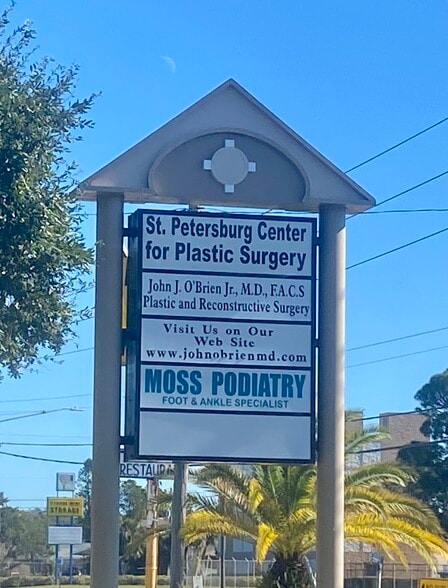 St. Petersburg Center
for Plastic Surgery
John J. O'Brien Jr., M.D., F.A.C.S
Plastic and Reconstructive Surgery
Visit Us on Our
Web Site
www.johnobrienmd.com
MOSS PODIATRY
FOOT & ANKLE SPECIALIST
RESTAURA
STORAGE